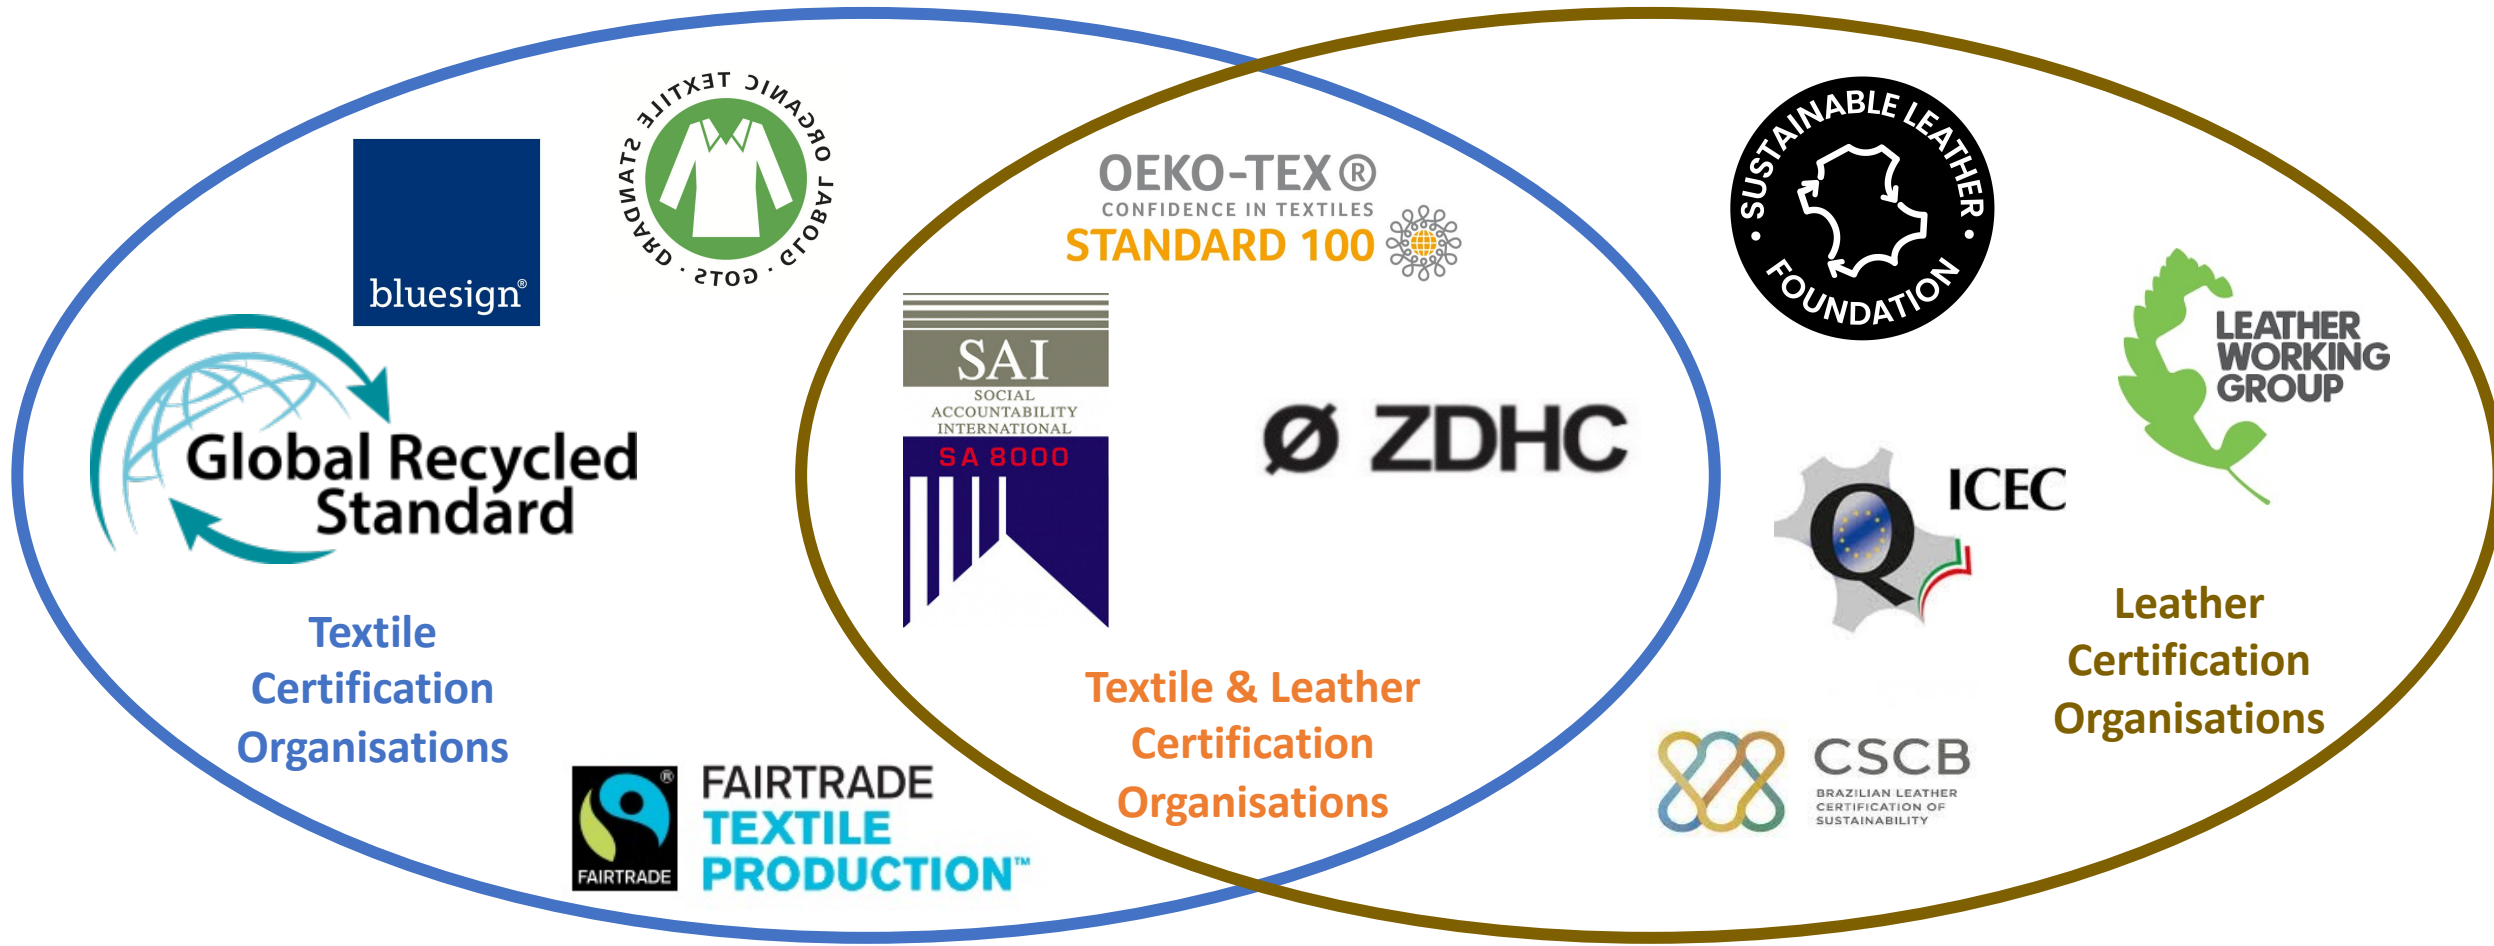 bluesign®
GLOBAL ORGANIC TEXTILE STANDARD · GOTS ·
Global Recycled
Standard
Textile
Certification
Organisations
FAIRTRADE
®
FAIRTRADE
TEXTILE
PRODUCTION™
OEKO-TEX®
CONFIDENCE IN TEXTILES
STANDARD 100
SAI
SOCIAL
ACCOUNTABILITY
INTERNATIONAL
SA 8000
Ø ZDHC
Textile & Leather
Certification
Organisations
· SUSTAINABLE LEATHER ·
FOUNDATION
LEATHER
WORKING
GROUP
Q
ICEC
Leather
Certification
Organisations
CSCB
BRAZILIAN LEATHER
CERTIFICATION OF
SUSTAINABILITY